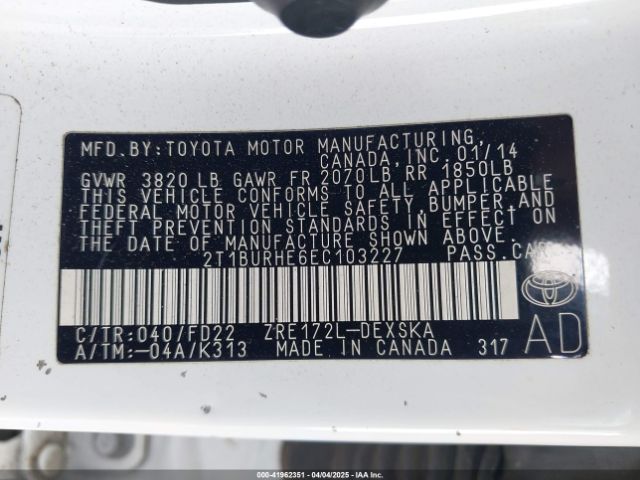 MFD.BY:TOYOTA MOTOR MANUFACTURING,
CANADA, INC. 01/14
GVWR 3820 LB GAWR FR 2070LB RR 1850LB
THIS VEHICLE CONFORMS TO ALL APPLICABLE
FEDERAL MOTOR VEHICLE SAFETY, BUMPER, AND
THEFT PREVENTION STANDARDS IN EFFECT ON
THE DATE OF MANUFACTURE SHOWN ABOVE.
2T1BURHE6EC103227 PASS.CAR
C/TR:040/FD22 ZRE172L-DEXSKA
A/TM:-04A/K313 MADE IN CANADA 317
AD
000-41962351 | 04/04/2025 - IAA Inc.